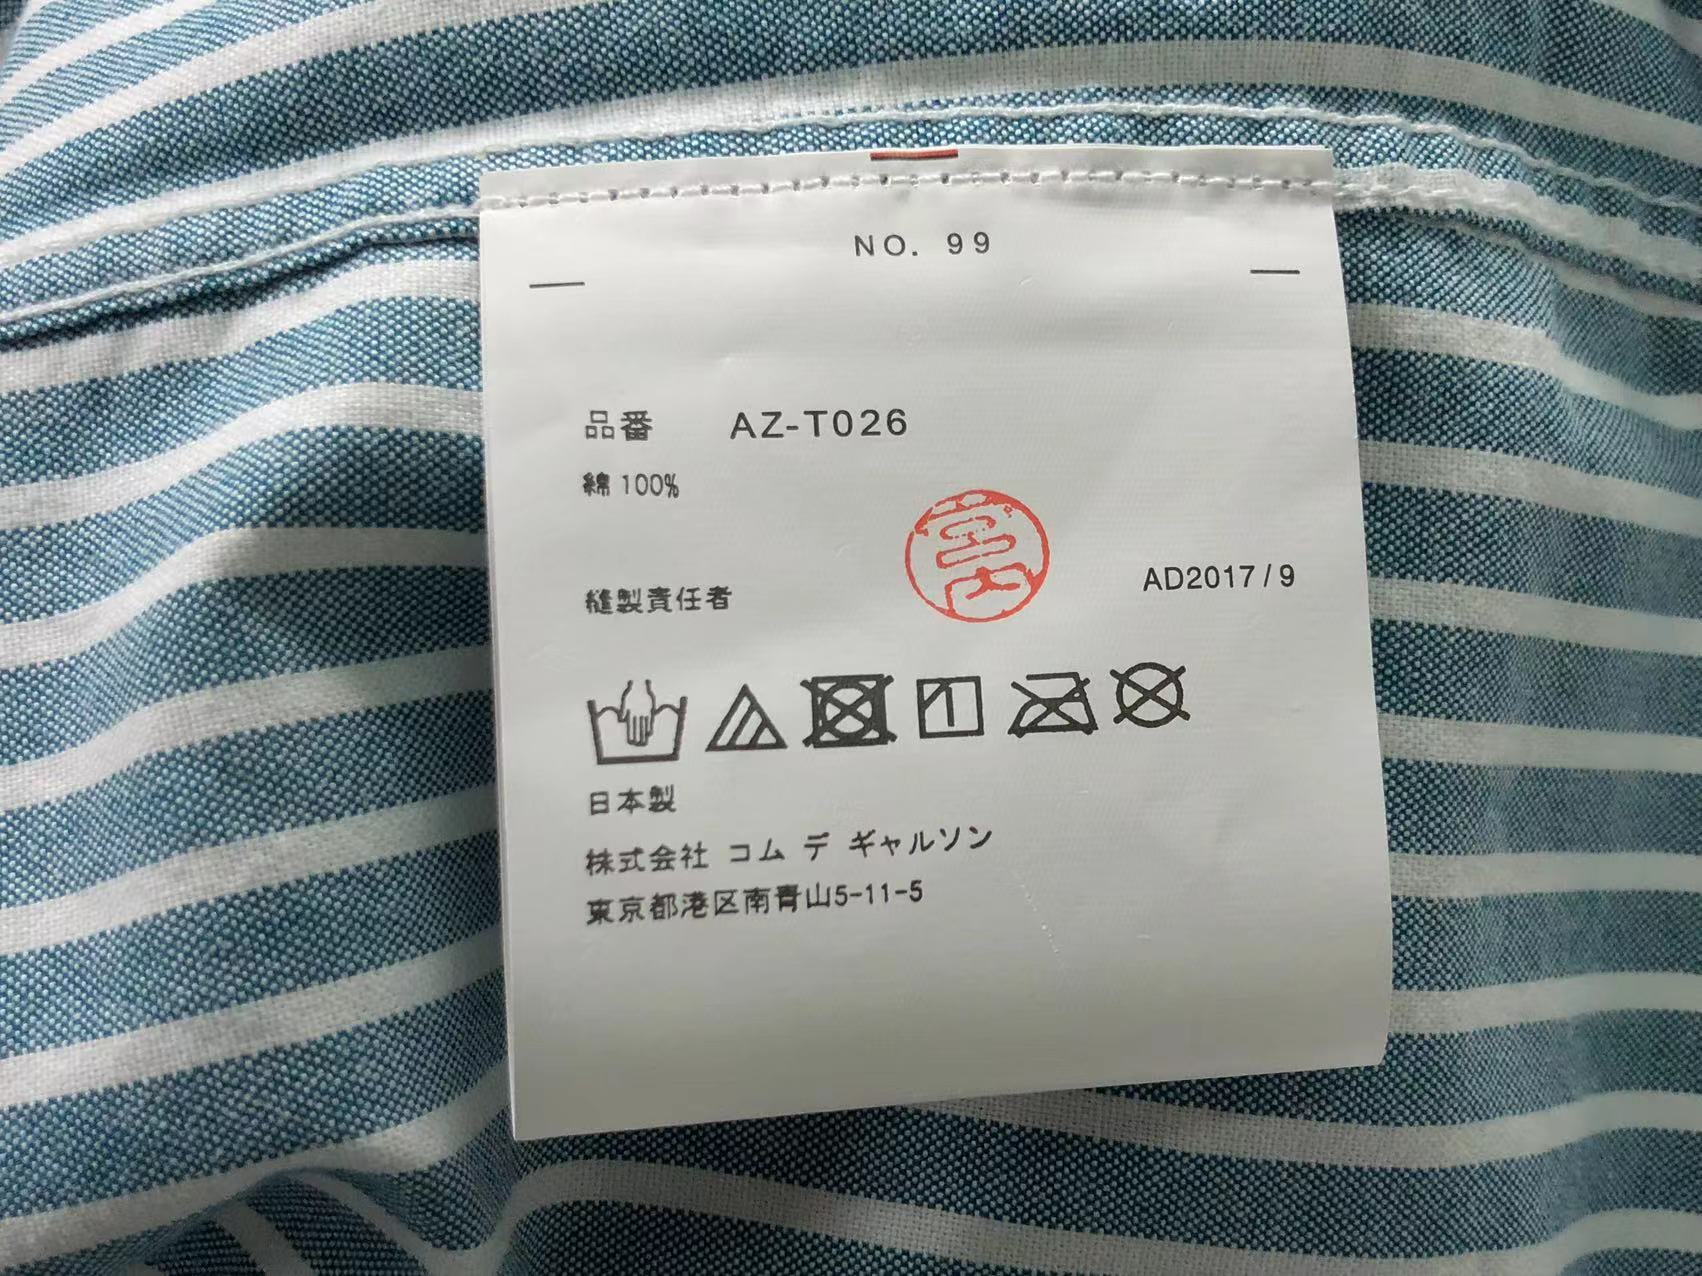 NO. 99
品番 AZ-T026
綿 100%
宮内
縫製責任者
AD2017/9
日本製
株式会社 コム デ ギャルソン
東京都港区南青山5-11-5